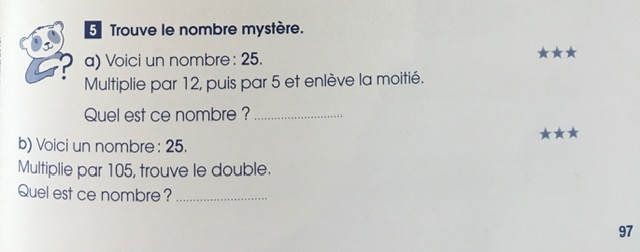 5 Trouve le nombre mystère.
a) Voici un nombre : 25.
★★★
Multiplie par 12, puis par 5 et enlève la moitié.
Quel est ce nombre ? ........................
★★★
b) Voici un nombre : 25.
Multiplie par 105, trouve le double.
Quel est ce nombre ? ........................
97